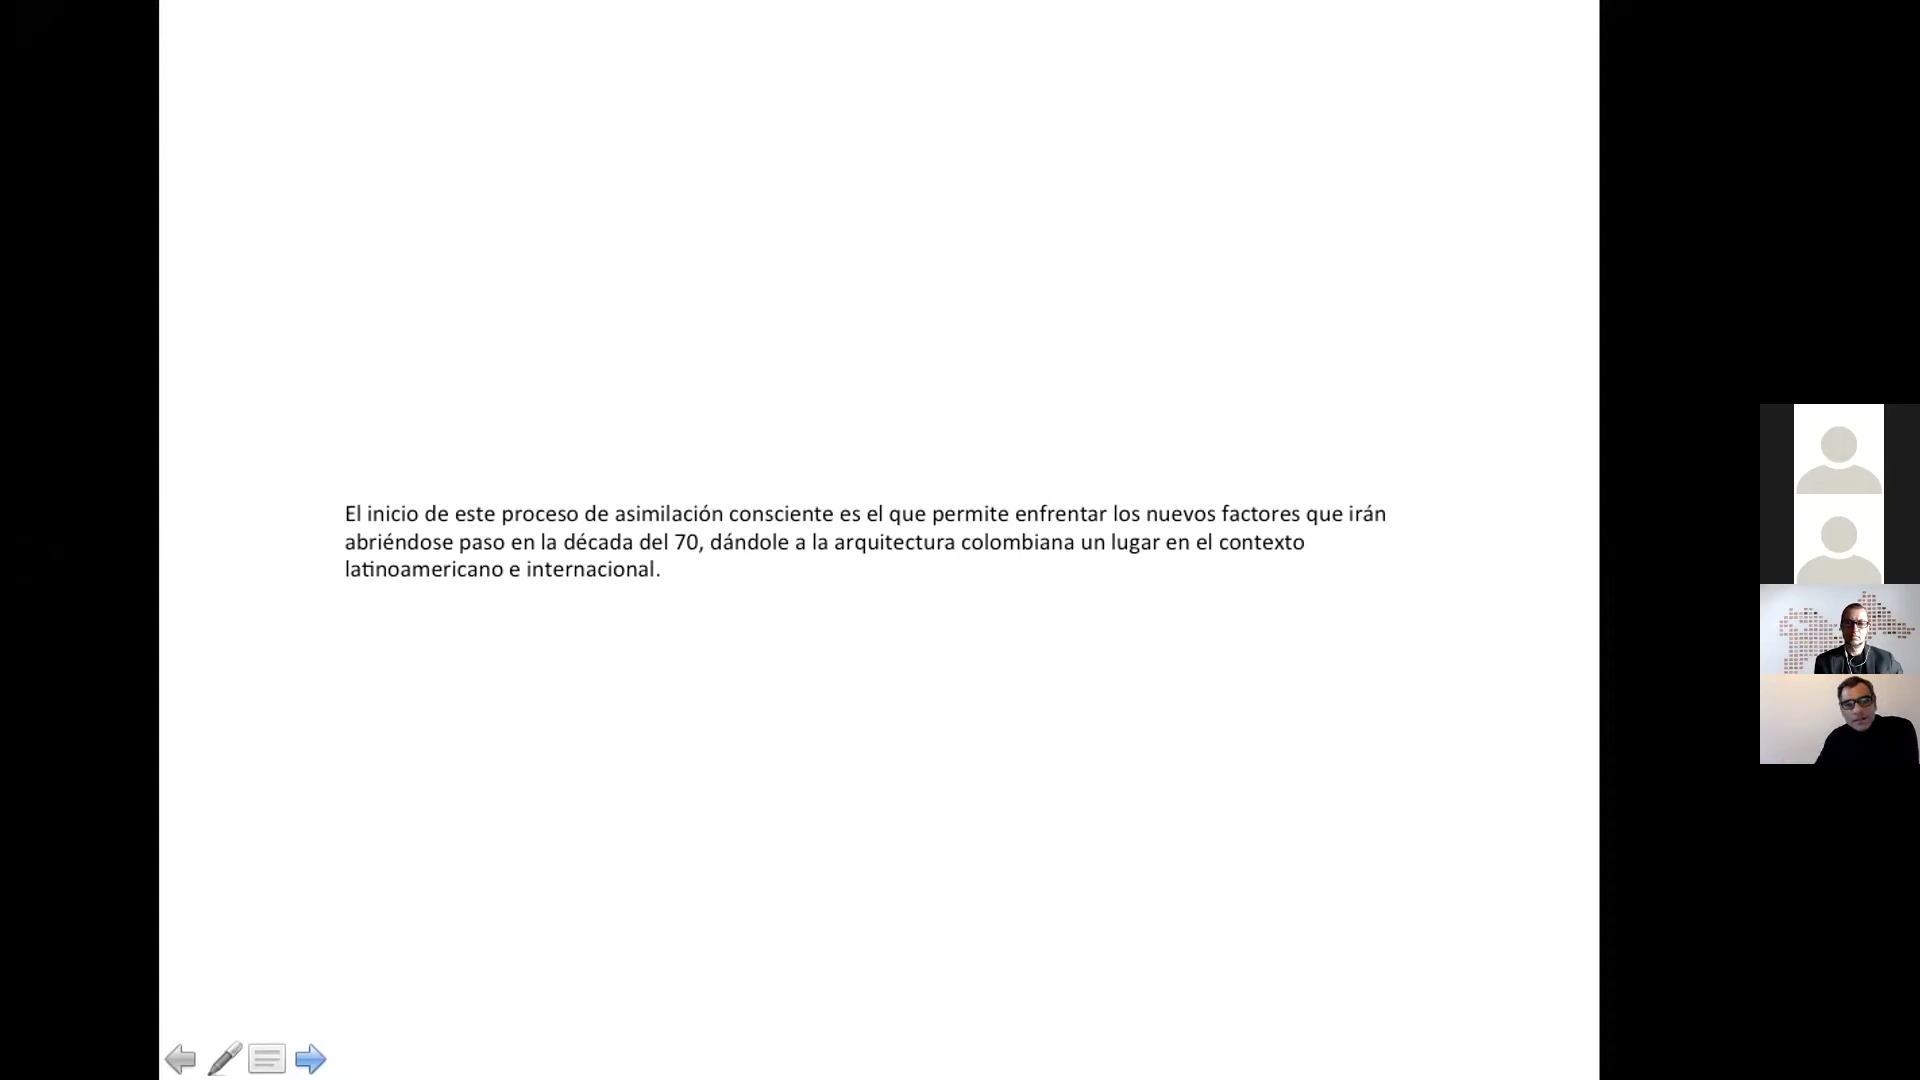 El inicio de este proceso de asimilación consciente es el que permite enfrentar los nuevos factores que irán
abriéndose paso en la década del 70, dándole a la arquitectura colombiana un lugar en el contexto
latinoamericano e internacional.